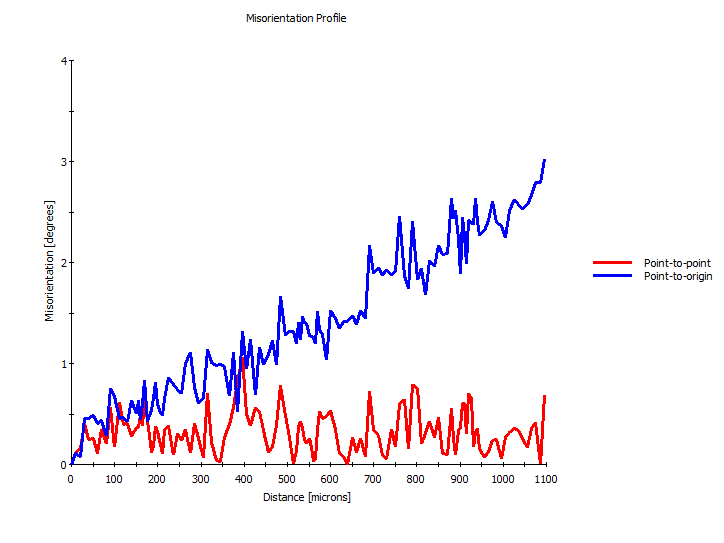 Misorientation Profile
4
3
2
1
0
Misorientation [degrees]
0 100 200 300 400 500 600 700 800 900 1000 1100
Distance [microns]
Point-to-point
Point-to-origin